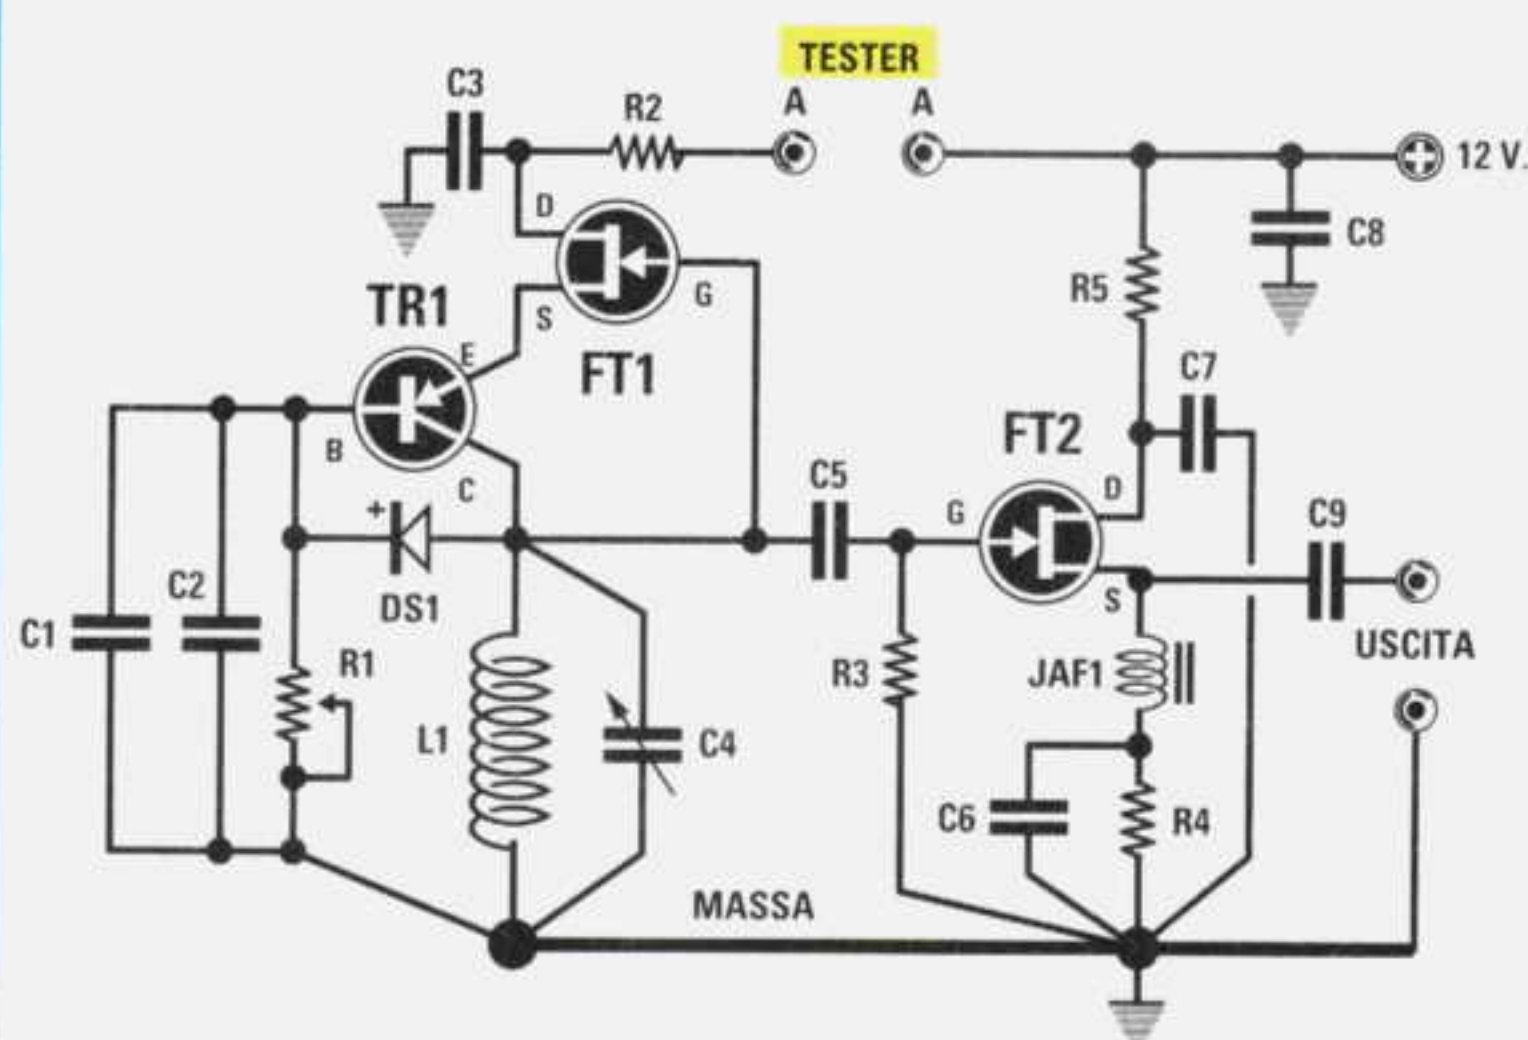 TESTER
C3
R2
A
A
12 V.
D
C8
R5
G
TR1
S
E
FT1
C7
FT2
B
C
C5
G
D
C9
+
C2
DS1
S
C1
R1
R3
JAF1
USCITA
L1
C4
C6
R4
MASSA